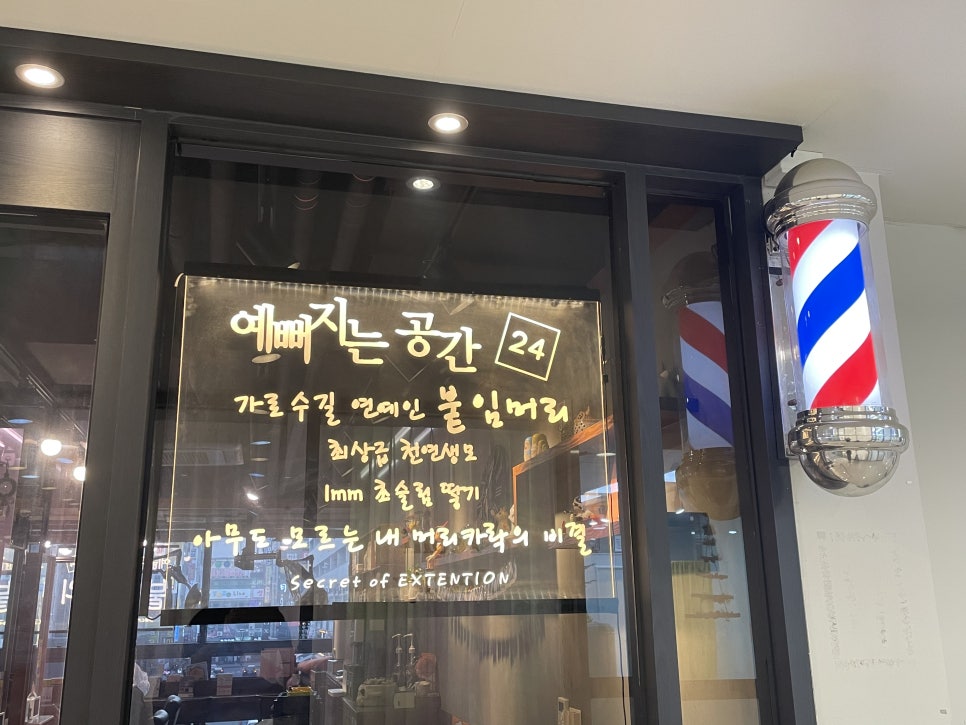 예뻐지는 공간 24
가로수길 연예인 붙임머리
최상급 천연생모
1mm 초슬림 딸기
아무도 모르는 내 머리카락의 비결
Secret of EXTENTION